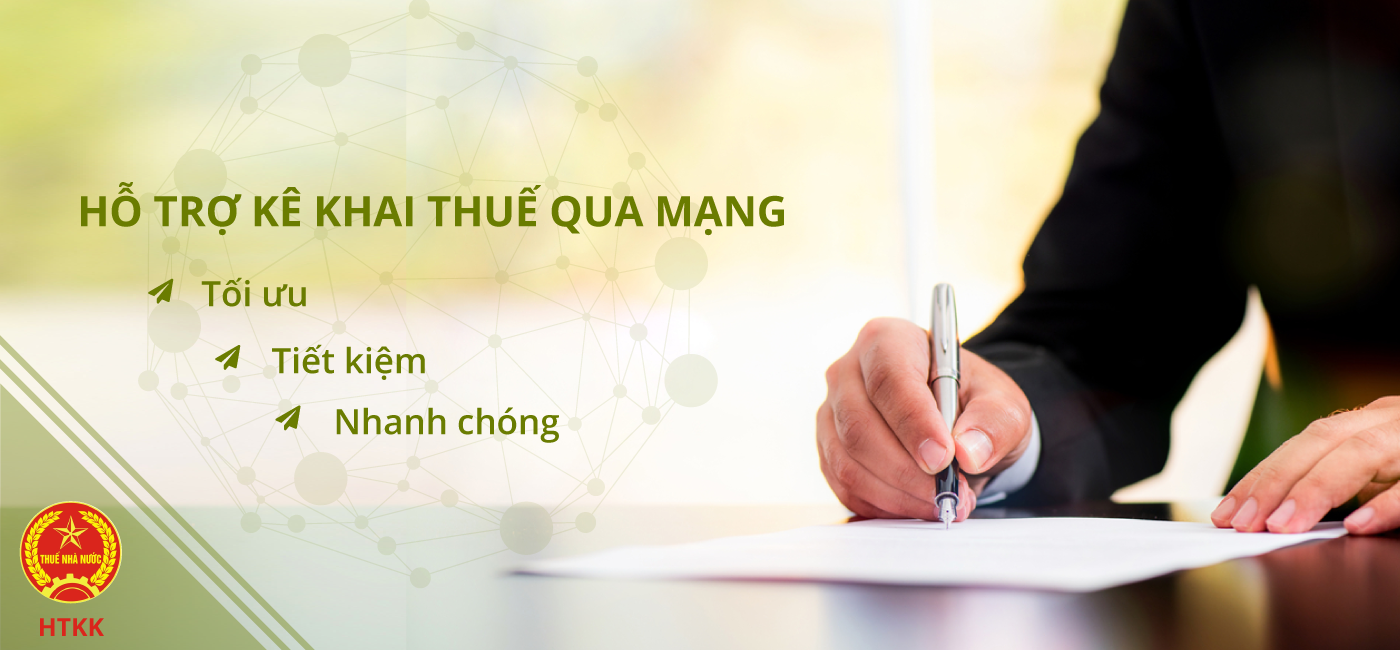 HỖ TRỢ KÊ KHAI THUẾ QUA MẠNG
Tối ưu
Tiết kiệm
Nhanh chóng
THUẾ NHÀ NƯỚC
HTKK